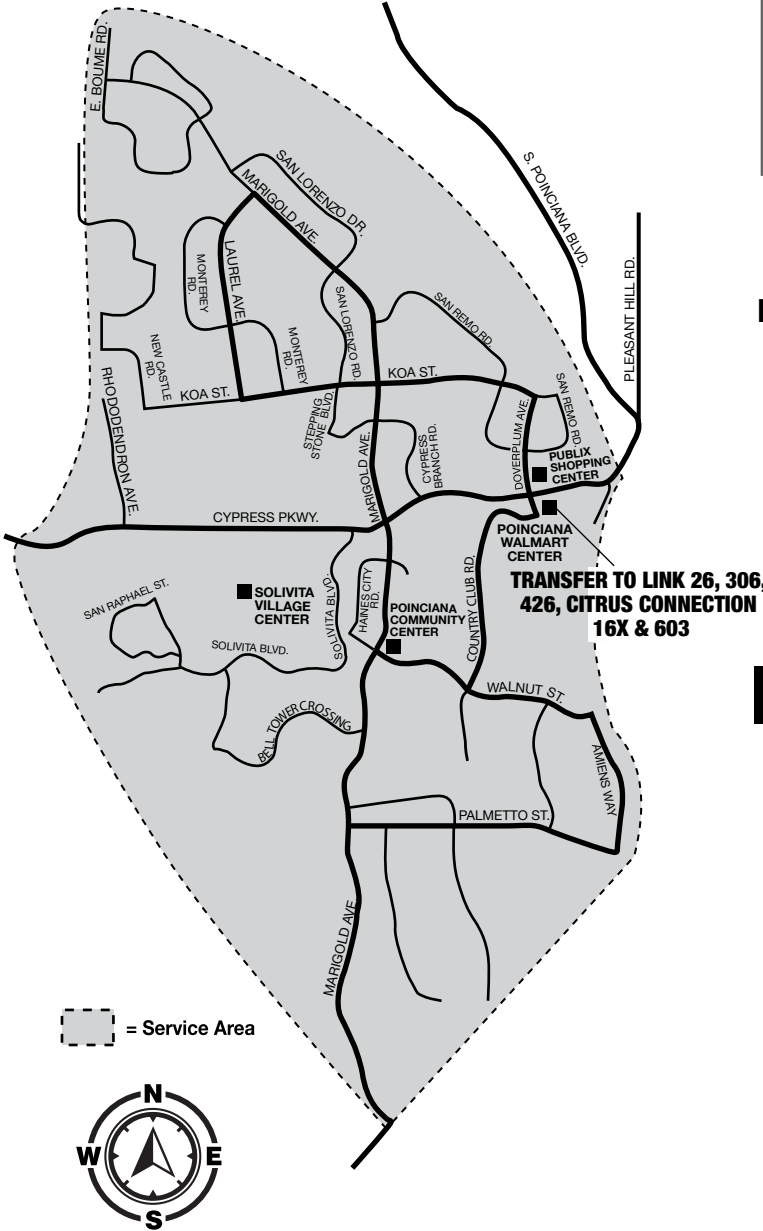 E. BOUME RD.
S. POINCIANA BLVD.
SAN LORENZO DR.
MARIGOLD AVE.
PLEASANT HILL RD.
MONTEREY
RD.
LAUREL AVE.
SAN LORENZO RD.
SAN REMO RD.
NEW CASTLE
RD.
MONTEREY
RD.
KOA ST.
KOA ST.
RHODODENDRON AVE.
STEPPING
STONE BLVD.
SAN REMO RD.
DOVERPLUM AVE.
CYPRESS
BRANCH RD.
MARIGOLD AVE.
PUBLIX
SHOPPING
CENTER
CYPRESS PKWY.
POINCIANA
WALMART
CENTER
TRANSFER TO LINK 26, 306,
426, CITRUS CONNECTION
16X & 603
SAN RAPHAEL ST.
SOLIVITA
VILLAGE
CENTER
SOLIVITA BLVD.
HAINES CITY
RD.
POINCIANA
COMMUNITY
CENTER
COUNTRY CLUB RD.
SOLIVITA BLVD.
WALNUT ST.
BELL TOWER CROSSING
AMIENS WAY
PALMETTO ST.
MARIGOLD AVE.
= Service Area
N
W
E
S